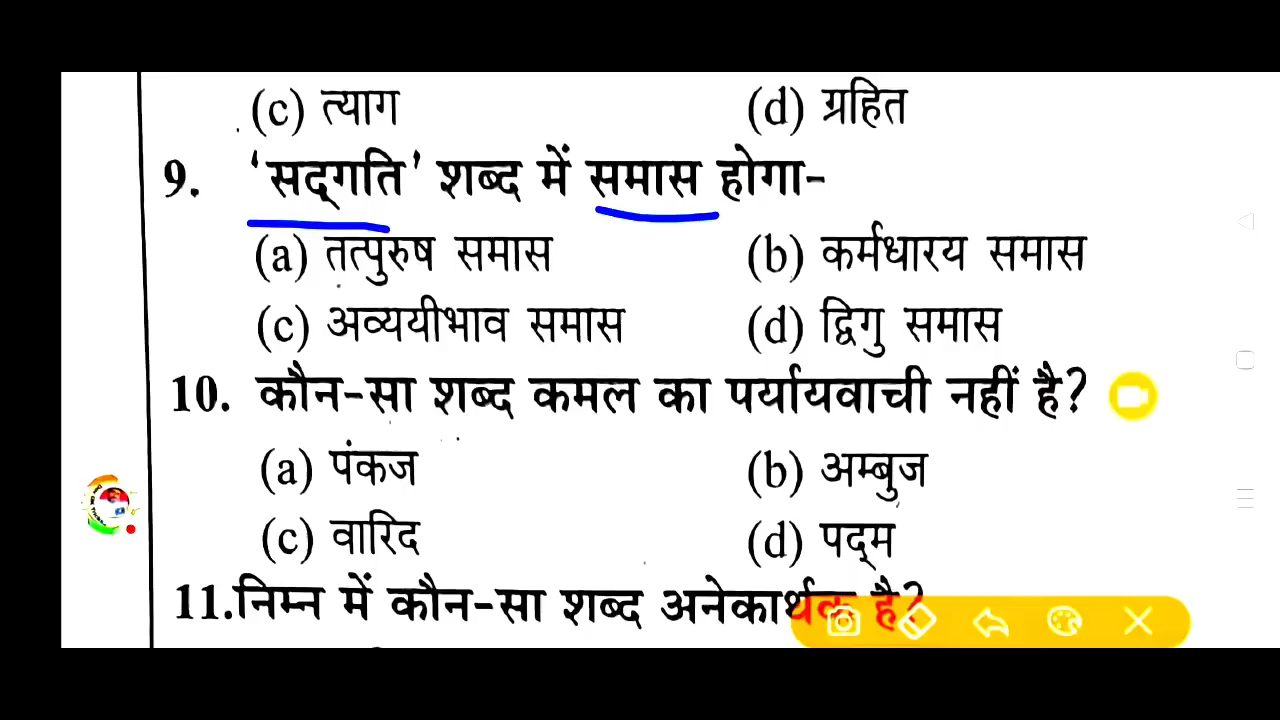 (c) त्याग (d) ग्रहित
9. 'सद्‌गति' शब्द में समास होगा-
(a) तत्पुरुष समास (b) कर्मधारय समास
(c) अव्ययीभाव समास (d) द्विगु समास
10. कौन-सा शब्द कमल का पर्यायवाची नहीं है?
(a) पंकज (b) अम्बुज
(c) वारिद (d) पद्‌म
11.निम्न में कौन-सा शब्द अनेकार्थक है?